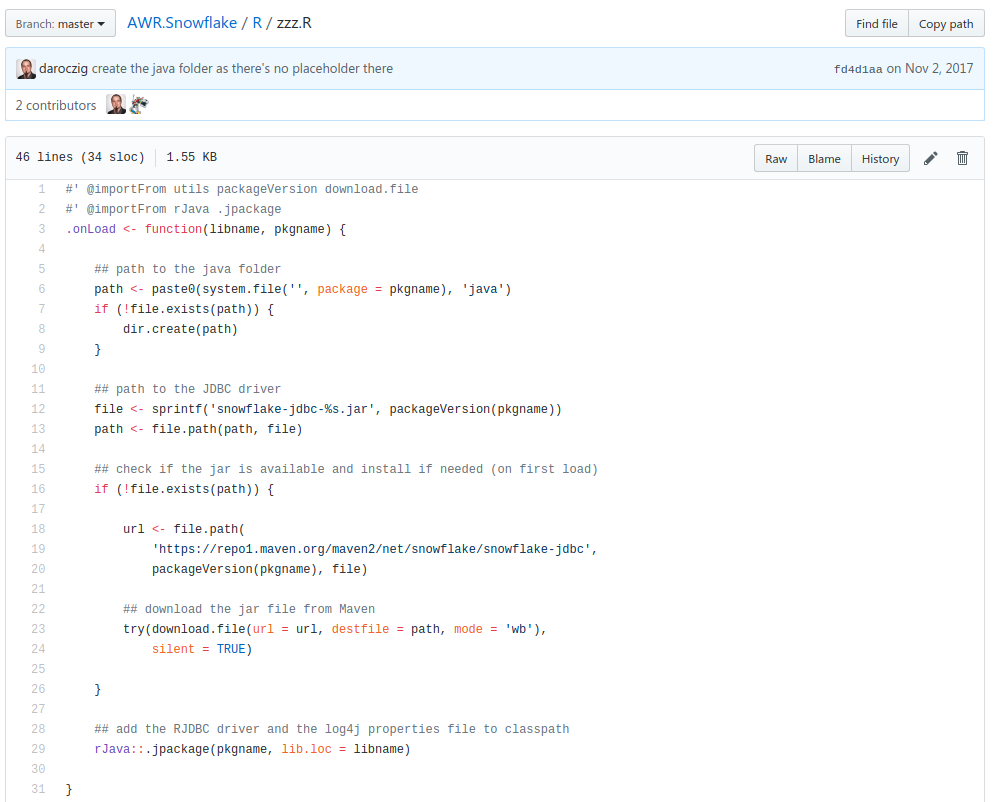 Branch: master
AWR.Snowflake / R / zzz.R
Find file
Copy path
daroczig create the java folder as there's no placeholder there
fd4d1aa on Nov 2, 2017
2 contributors
46 lines (34 sloc) 1.55 KB
Raw
Blame
History
1 #' @importFrom utils packageVersion download.file
2 #' @importFrom rJava .jpackage
3 .onLoad <- function(libname, pkgname) {
4
5     ## path to the java folder
6     path <- paste0(system.file('', package = pkgname), 'java')
7     if (!file.exists(path)) {
8         dir.create(path)
9     }
10
11     ## path to the JDBC driver
12     file <- sprintf('snowflake-jdbc-%s.jar', packageVersion(pkgname))
13     path <- file.path(path, file)
14
15     ## check if the jar is available and install if needed (on first load)
16     if (!file.exists(path)) {
17
18         url <- file.path(
19             'https://repo1.maven.org/maven2/net/snowflake/snowflake-jdbc',
20             packageVersion(pkgname), file)
21
22         ## download the jar file from Maven
23         try(download.file(url = url, destfile = path, mode = 'wb'),
24             silent = TRUE)
25
26     }
27
28     ## add the RJDBC driver and the log4j properties file to classpath
29     rJava::.jpackage(pkgname, lib.loc = libname)
30
31 }